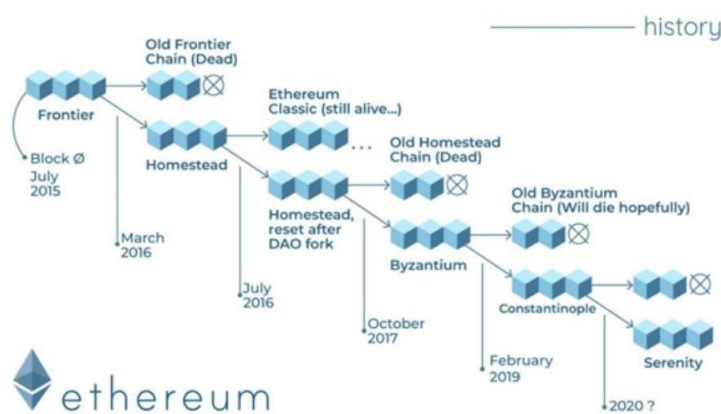 history
Old Frontier
Chain (Dead)
Frontier
Block Ø
July
2015
Ethereum
Classic (still alive...)
...
Homestead
March
2016
Old Homestead
Chain (Dead)
Homestead,
reset after
DAO fork
July
2016
Old Byzantium
Chain (Will die hopefully)
Byzantium
October
2017
Constantinople
February
2019
Serenity
2020 ?
ethereum